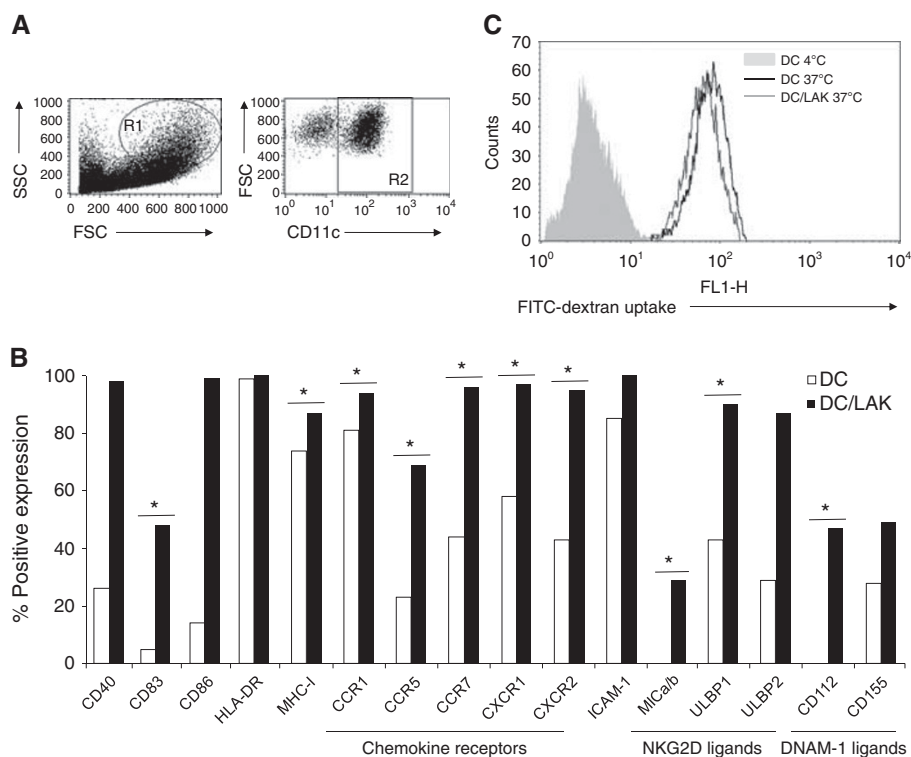 A
SSC
1000
800
600
400
200
0
R1
0 200 400 600 800 1000
FSC
FSC
1000
800
600
400
200
0
R2
10^0 10^1 10^2 10^3 10^4
CD11c
C
Counts
70
60
50
40
30
20
10
0
DC 4°C
DC 37°C
DC/LAK 37°C
10^0 10^1 10^2 10^3 10^4
FL1-H
FITC-dextran uptake
B
% Positive expression
100
80
60
40
20
0
* * * * * * * * * *
DC
DC/LAK
CD40 CD83 CD86 HLA-DR MHC-I CCR1 CCR5 CCR7 CXCR1 CXCR2 ICAM-1 MICa/b ULBP1 ULBP2 CD112 CD155
Chemokine receptors NKG2D ligands DNAM-1 ligands